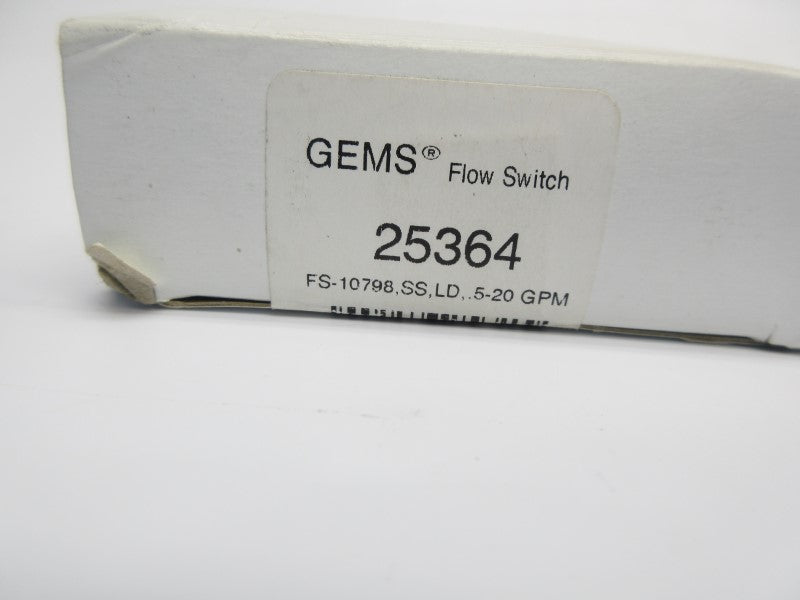 GEMS® Flow Switch
25364
FS-10798,SS,LD,.5-20 GPM